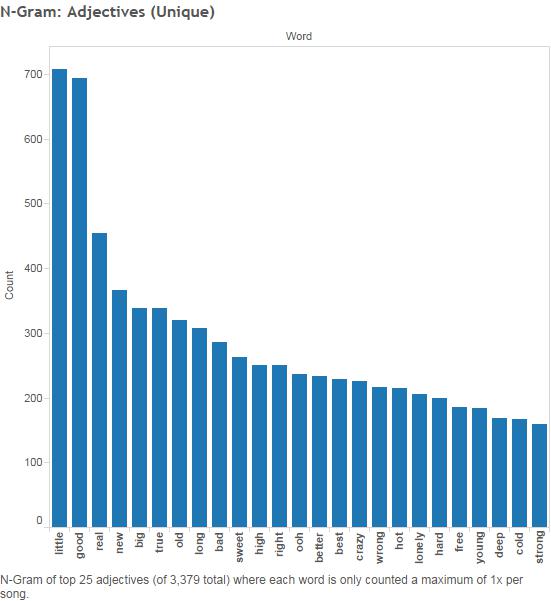 N-Gram: Adjectives (Unique)
Word
700
600
500
400
300
200
100
0
Count
little
good
real
new
big
true
old
long
bad
sweet
high
right
ooh
better
best
crazy
wrong
hot
lonely
hard
free
young
deep
cold
strong
N-Gram of top 25 adjectives (of 3,379 total) where each word is only counted a maximum of 1x per
song.